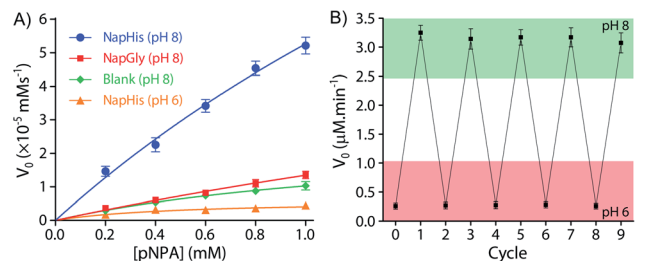 A)
NapHis (pH 8)
NapGly (pH 8)
Blank (pH 8)
NapHis (pH 6)
V₀ (×10⁻⁵ mMs⁻¹)
6
5
4
3
2
1
0
0.0 0.2 0.4 0.6 0.8 1.0
[pNPA] (mM)
B)
pH 8
V₀ (μM.min⁻¹)
3.5
3.0
2.5
2.0
1.5
1.0
0.5
0.0
pH 6
0 1 2 3 4 5 6 7 8 9
Cycle